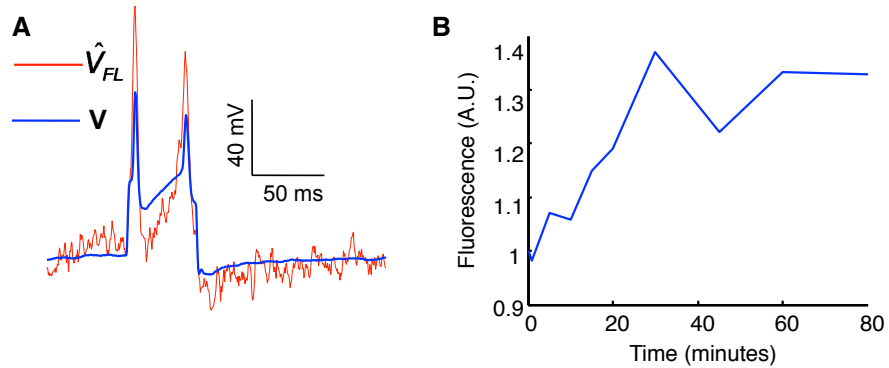 A
V̂FL
V
40 mV
50 ms
B
Fluorescence (A.U.)
1.4
1.3
1.2
1.1
1
0.9
0 20 40 60 80
Time (minutes)